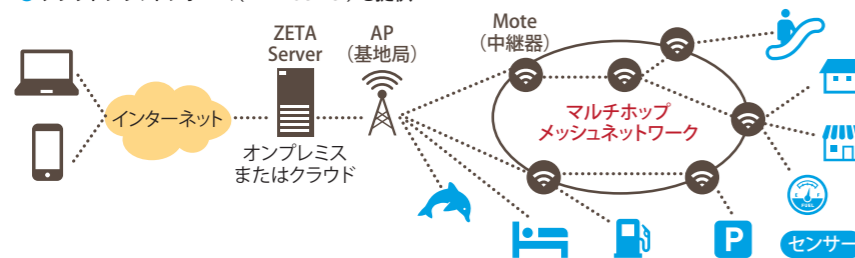 ZETA
Server
AP
（基地局）
Mote
（中継器）
インターネット
マルチホップ
メッシュネットワーク
オンプレミス
またはクラウド
FUEL
P
センサー